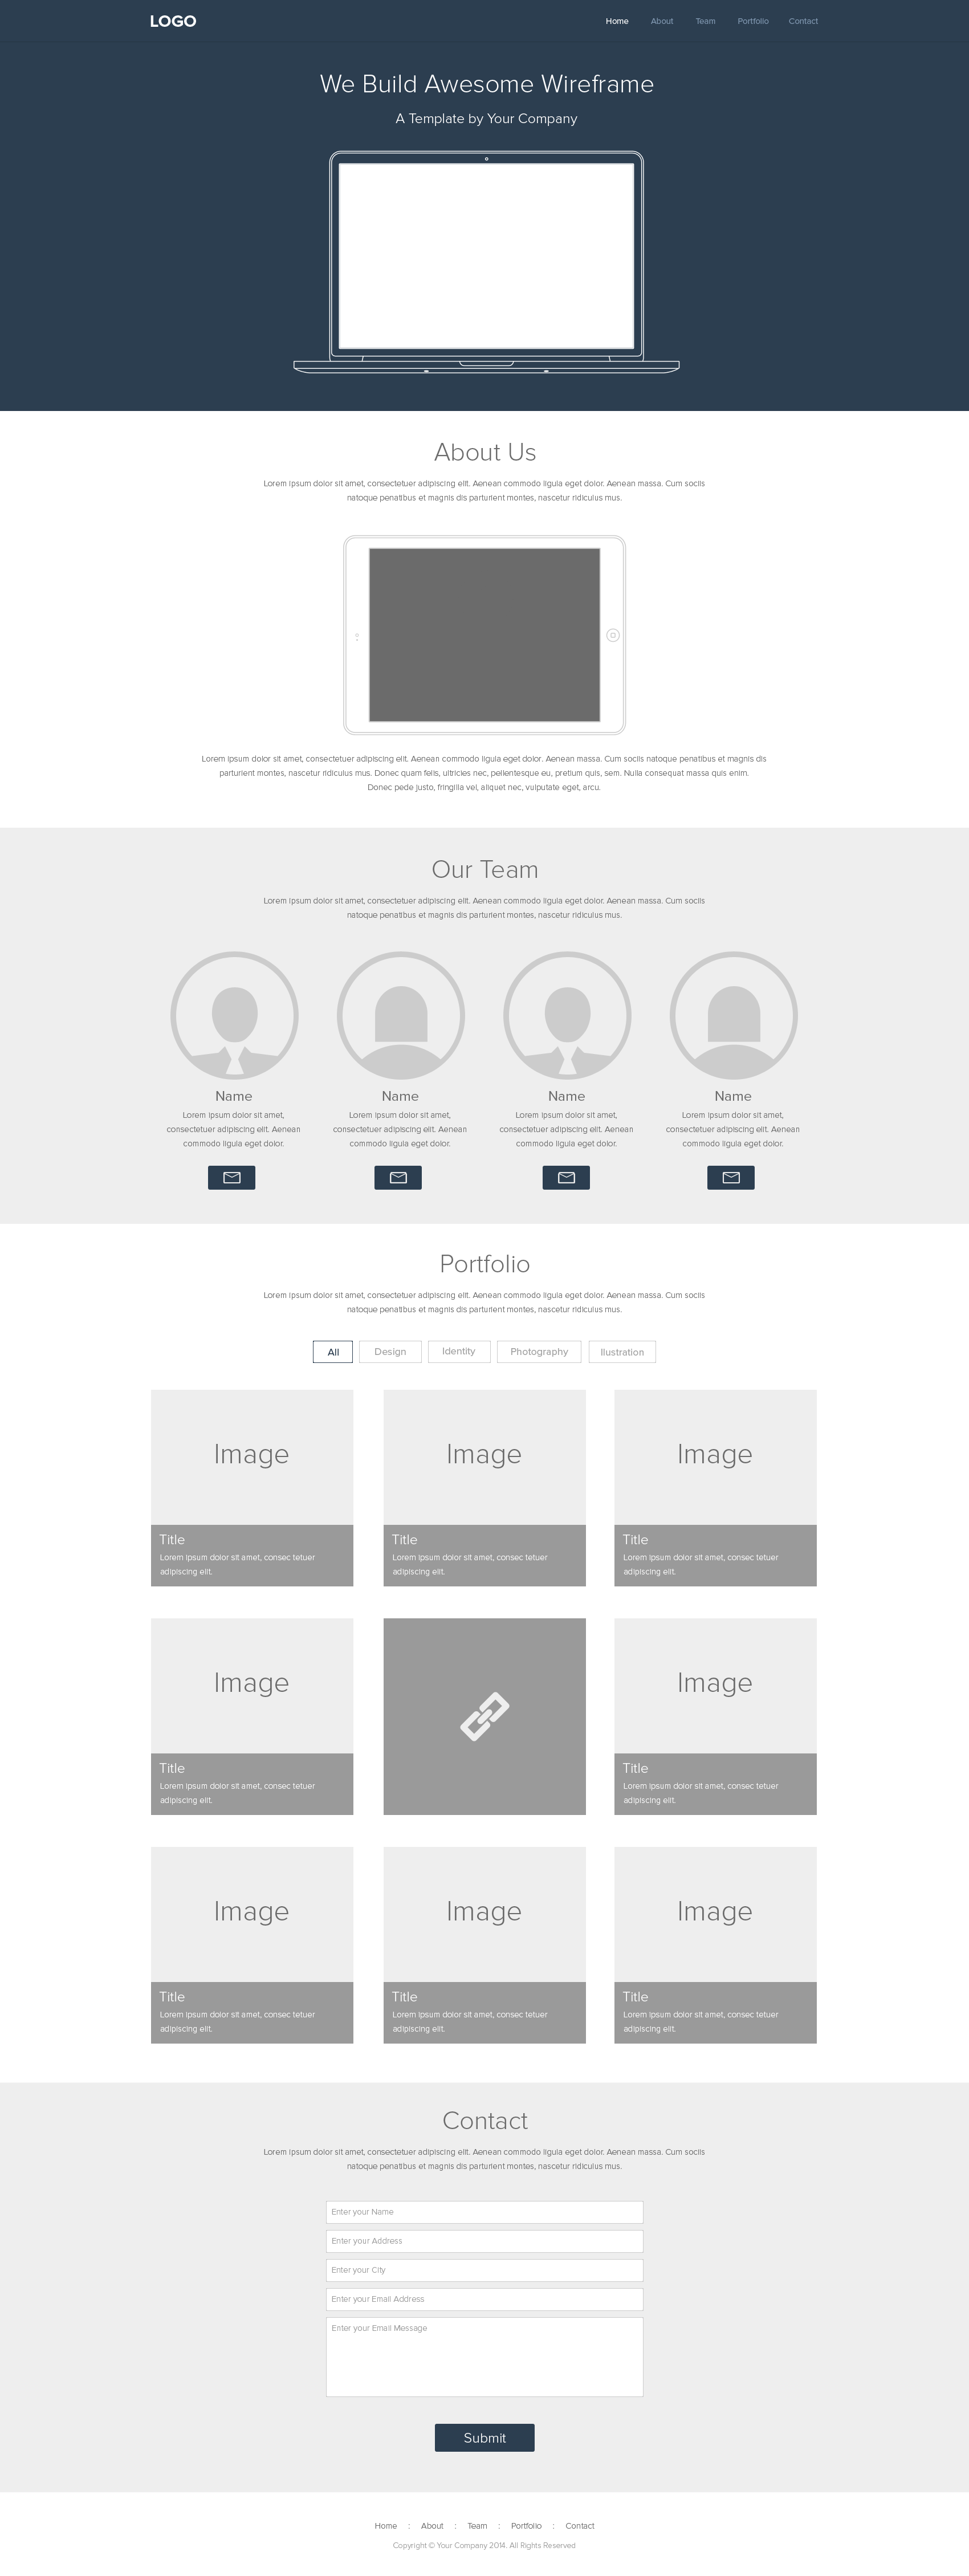 LOGO
Home About Team Portfolio Contact
We Build Awesome Wireframe
A Template by Your Company
About Us
Lorem ipsum dolor sit amet, consectetuer adipiscing elit. Aenean commodo ligula eget dolor. Aenean massa. Cum sociis
natoque penatibus et magnis dis parturient montes, nascetur ridiculus mus.
Lorem ipsum dolor sit amet, consectetuer adipiscing elit. Aenean commodo ligula eget dolor. Aenean massa. Cum sociis natoque penatibus et magnis dis
parturient montes, nascetur ridiculus mus. Donec quam felis, ultricies nec, pellentesque eu, pretium quis, sem. Nulla consequat massa quis enim.
Donec pede justo, fringilla vel, aliquet nec, vulputate eget, arcu.
Our Team
Lorem ipsum dolor sit amet, consectetuer adipiscing elit. Aenean commodo ligula eget dolor. Aenean massa. Cum sociis
natoque penatibus et magnis dis parturient montes, nascetur ridiculus mus.
Name
Lorem ipsum dolor sit amet,
consectetuer adipiscing elit. Aenean
commodo ligula eget dolor.
Name
Lorem ipsum dolor sit amet,
consectetuer adipiscing elit. Aenean
commodo ligula eget dolor.
Name
Lorem ipsum dolor sit amet,
consectetuer adipiscing elit. Aenean
commodo ligula eget dolor.
Name
Lorem ipsum dolor sit amet,
consectetuer adipiscing elit. Aenean
commodo ligula eget dolor.
Portfolio
Lorem ipsum dolor sit amet, consectetuer adipiscing elit. Aenean commodo ligula eget dolor. Aenean massa. Cum sociis
natoque penatibus et magnis dis parturient montes, nascetur ridiculus mus.
All Design Identity Photography Ilustration
Image
Title
Lorem ipsum dolor sit amet, consec tetuer
adipiscing elit.
Image
Title
Lorem ipsum dolor sit amet, consec tetuer
adipiscing elit.
Image
Title
Lorem ipsum dolor sit amet, consec tetuer
adipiscing elit.
Image
Title
Lorem ipsum dolor sit amet, consec tetuer
adipiscing elit.
Image
Title
Lorem ipsum dolor sit amet, consec tetuer
adipiscing elit.
Image
Title
Lorem ipsum dolor sit amet, consec tetuer
adipiscing elit.
Image
Title
Lorem ipsum dolor sit amet, consec tetuer
adipiscing elit.
Image
Title
Lorem ipsum dolor sit amet, consec tetuer
adipiscing elit.
Contact
Lorem ipsum dolor sit amet, consectetuer adipiscing elit. Aenean commodo ligula eget dolor. Aenean massa. Cum sociis
natoque penatibus et magnis dis parturient montes, nascetur ridiculus mus.
Enter your Name
Enter your Address
Enter your City
Enter your Email Address
Enter your Email Message
Submit
Home : About : Team : Portfolio : Contact
Copyright © Your Company 2014. All Rights Reserved